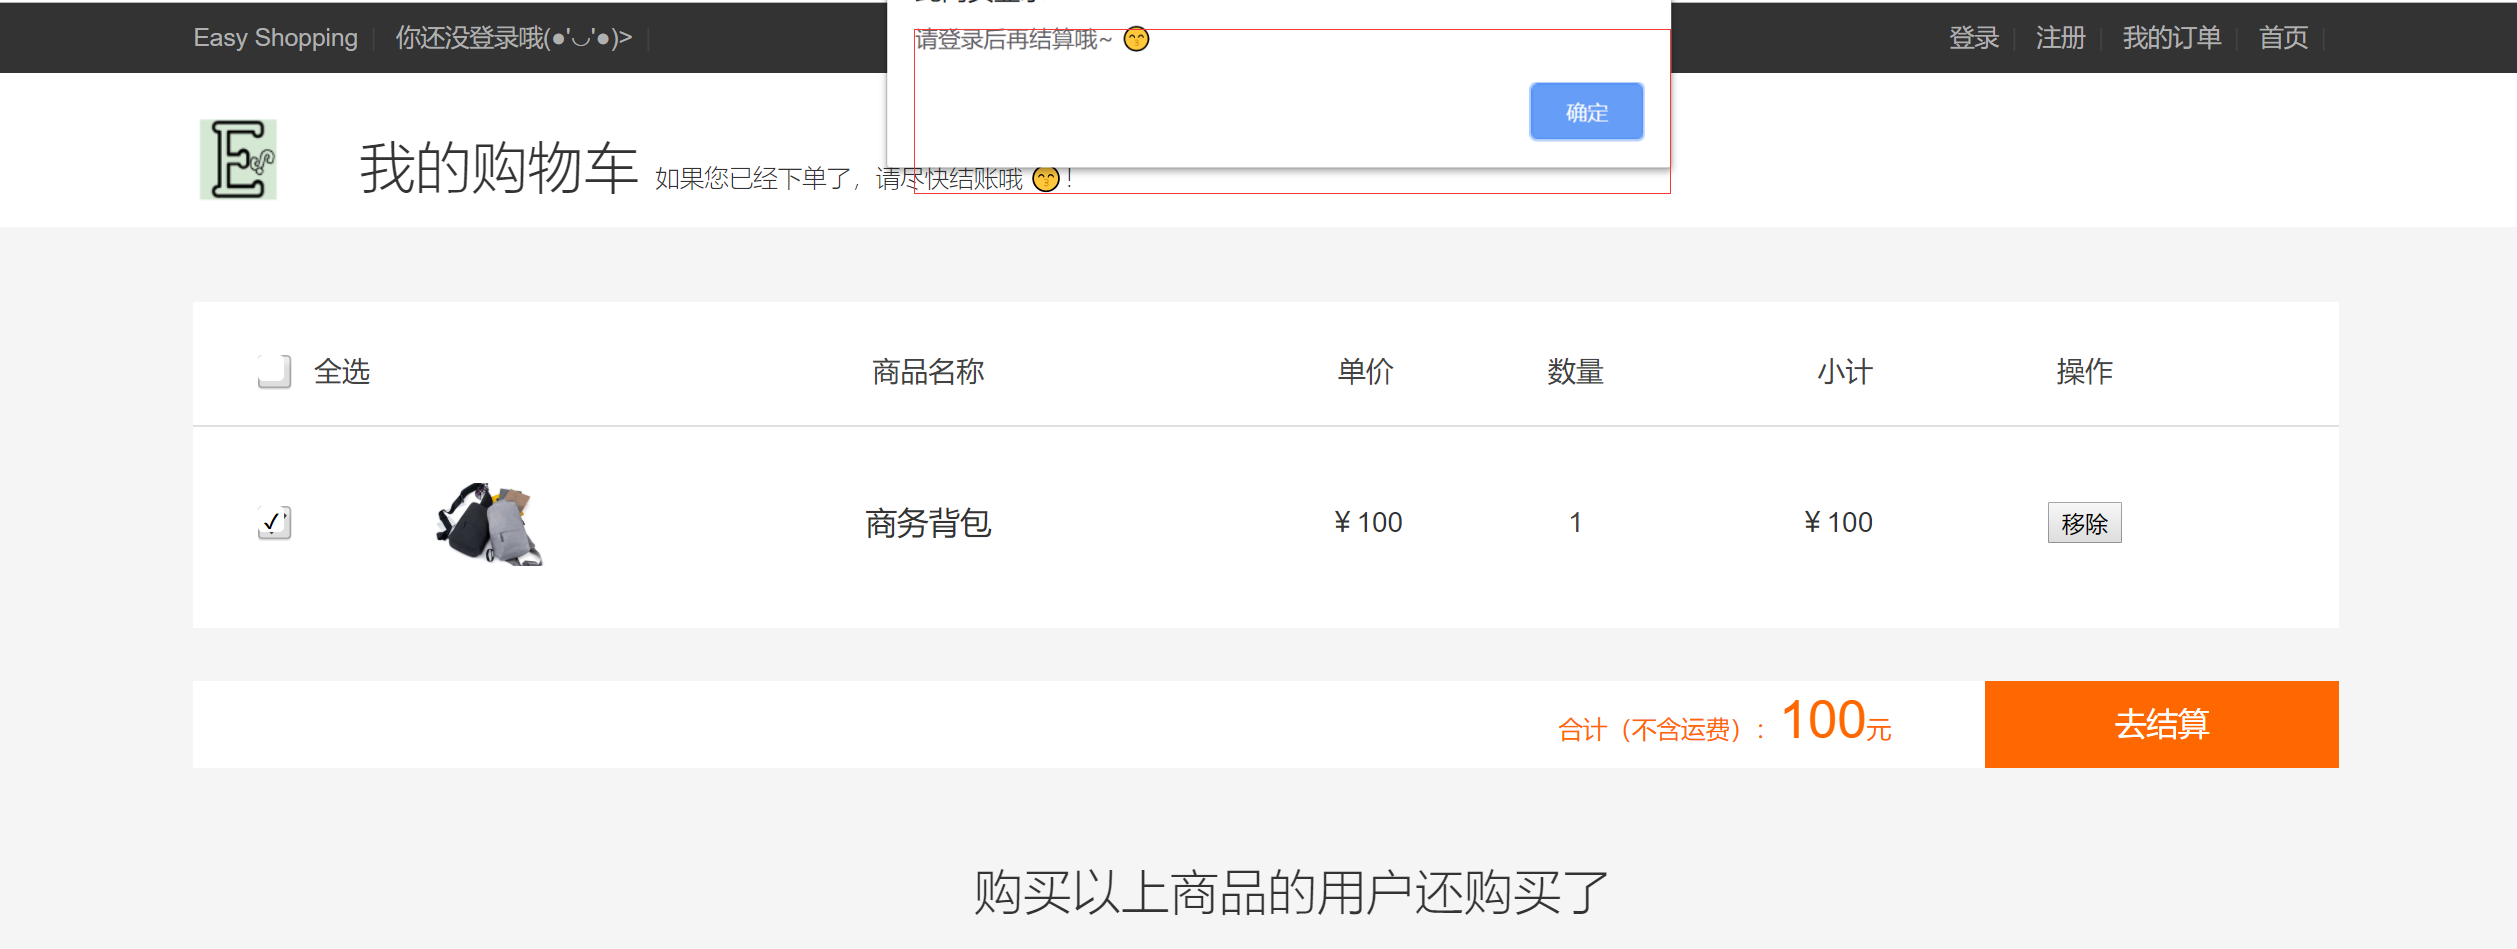 Easy Shopping 你还没登录哦(●'◡'●)>
登录 注册 我的订单 首页
请登录后再结算哦~ 😙
确定
E
我的购物车 如果您已经下单了，请尽快结账哦 😙！
全选 商品名称 单价 数量 小计 操作
商务背包 ¥ 100 1 ¥ 100 移除
合计（不含运费）：100元 去结算
购买以上商品的用户还购买了